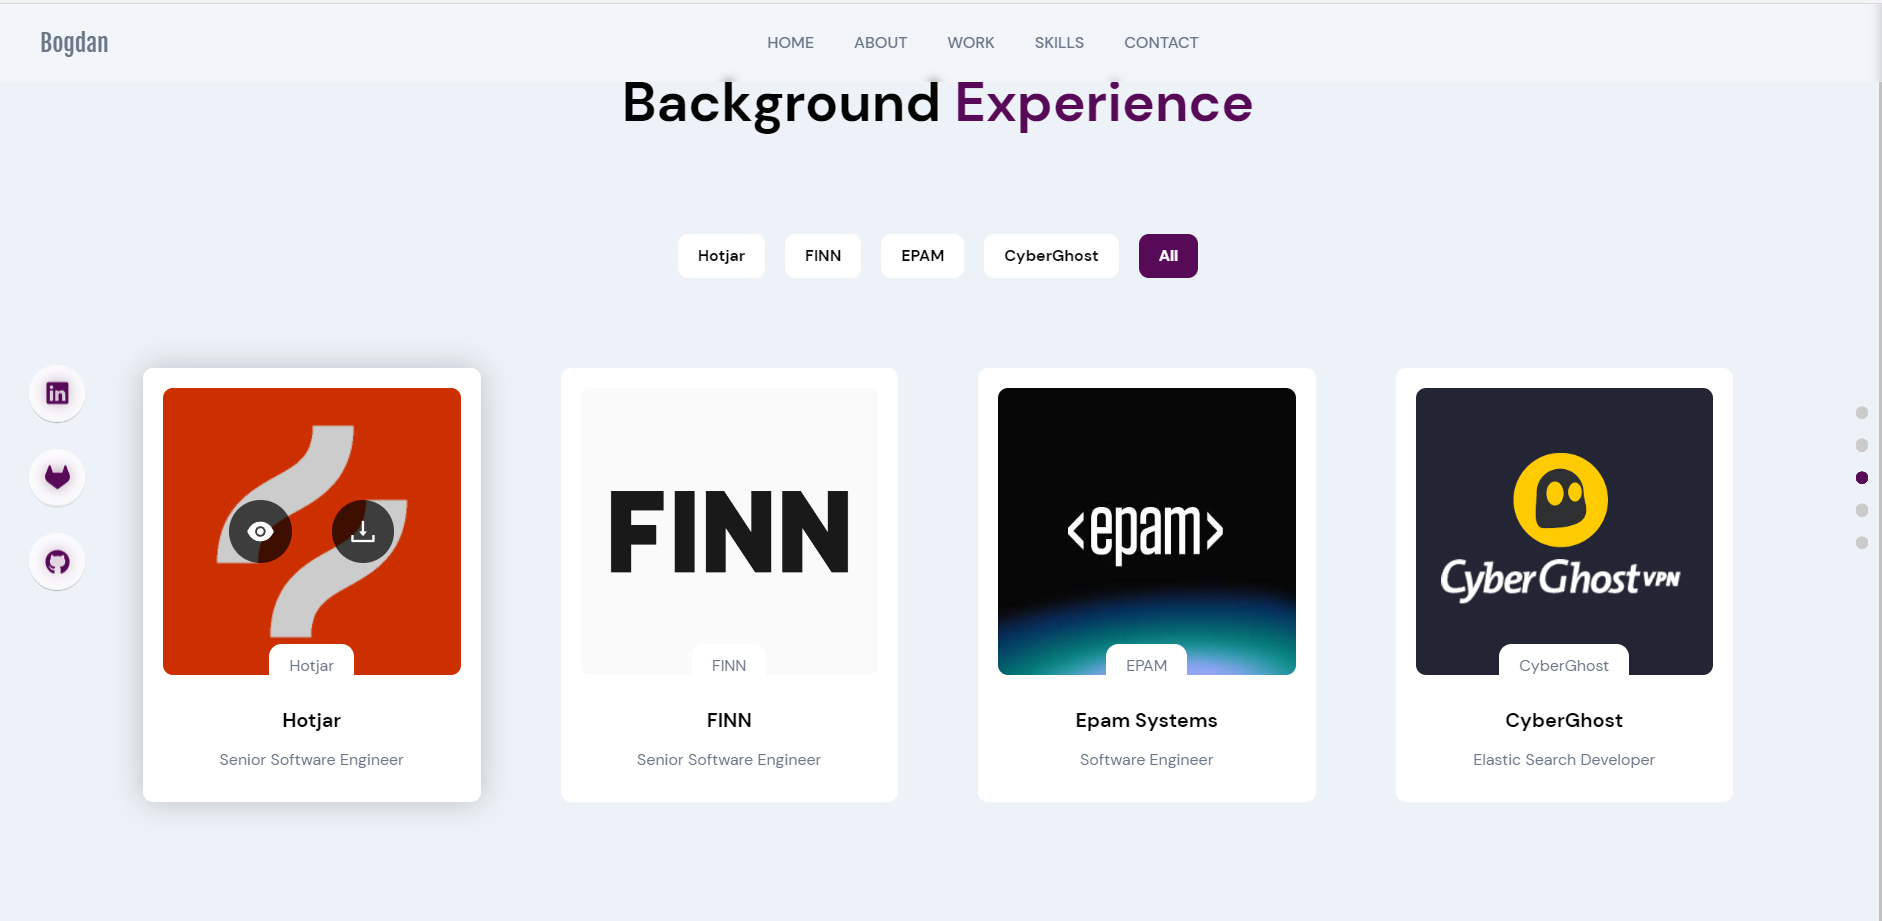 Bogdan
HOME ABOUT WORK SKILLS CONTACT
Background Experience
Hotjar FINN EPAM CyberGhost All
in
FINN
<epam>
CyberGhost VPN
Hotjar
FINN
EPAM
CyberGhost
Hotjar
Senior Software Engineer
FINN
Senior Software Engineer
Epam Systems
Software Engineer
CyberGhost
Elastic Search Developer